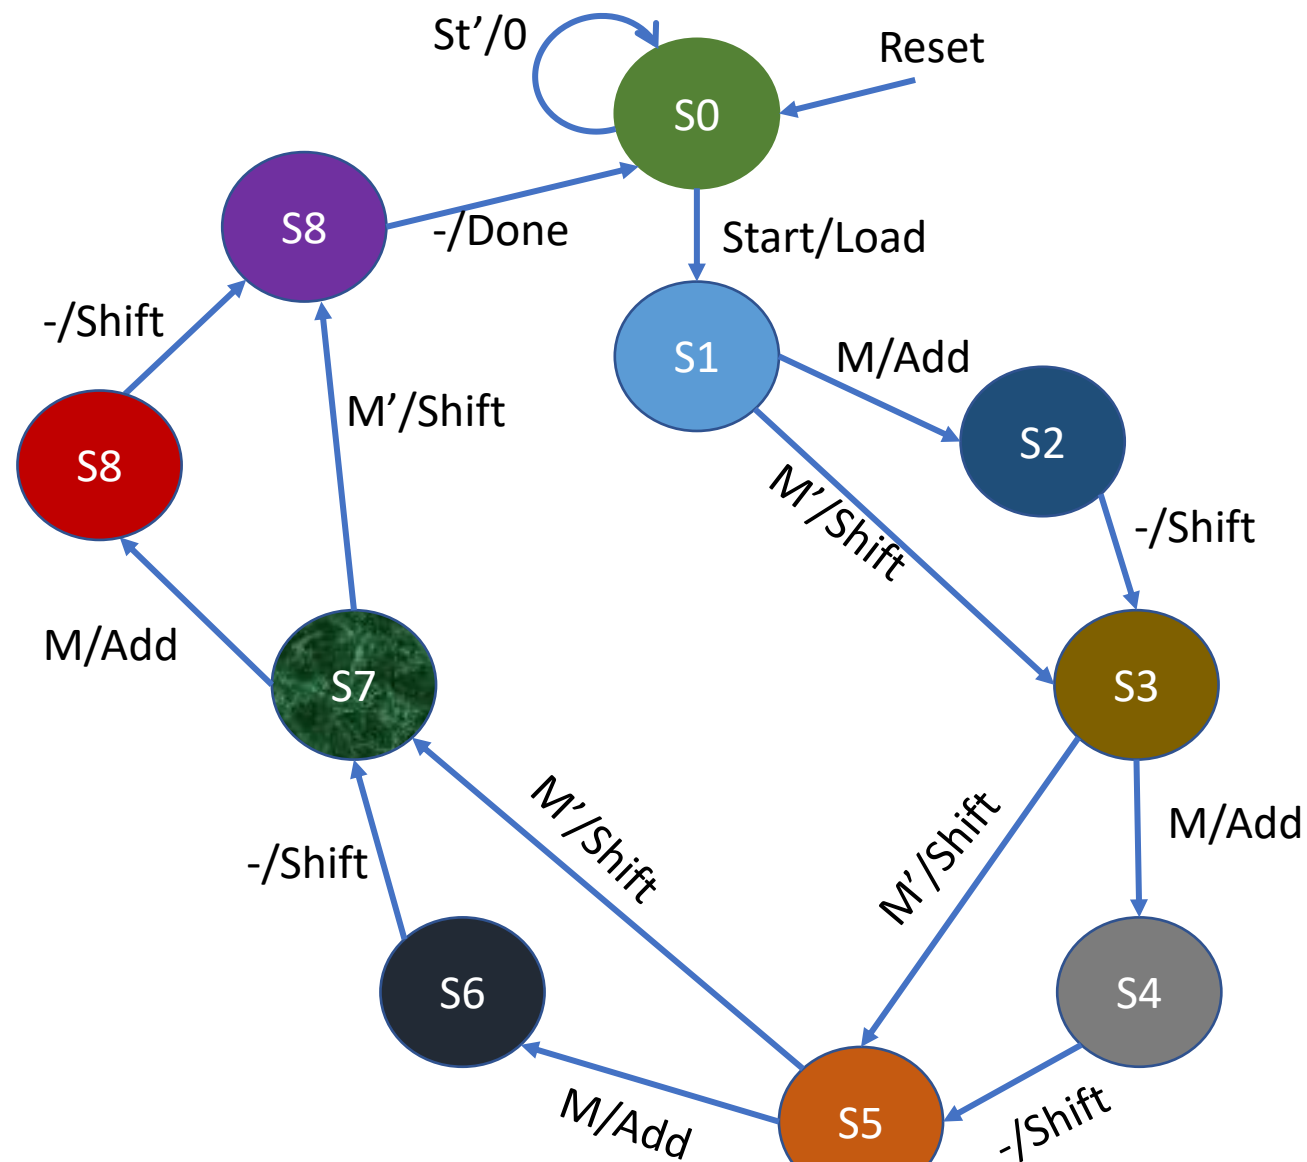 St’/0
Reset
S0
S8
-/Done
Start/Load
-/Shift
S1
M/Add
M’/Shift
S2
S8
M’/Shift
-/Shift
M/Add
S7
S3
M’/Shift
M’/Shift
M/Add
-/Shift
S6
S4
M/Add
S5
-/Shift